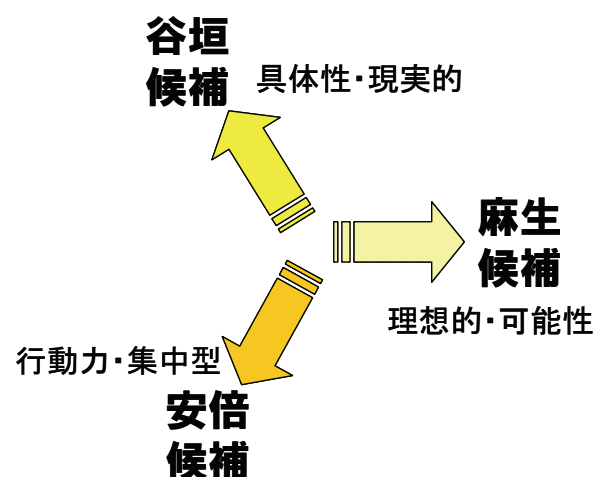 谷垣
候補
具体性・現実的
麻生
候補
理想的・可能性
行動力・集中型
安倍
候補